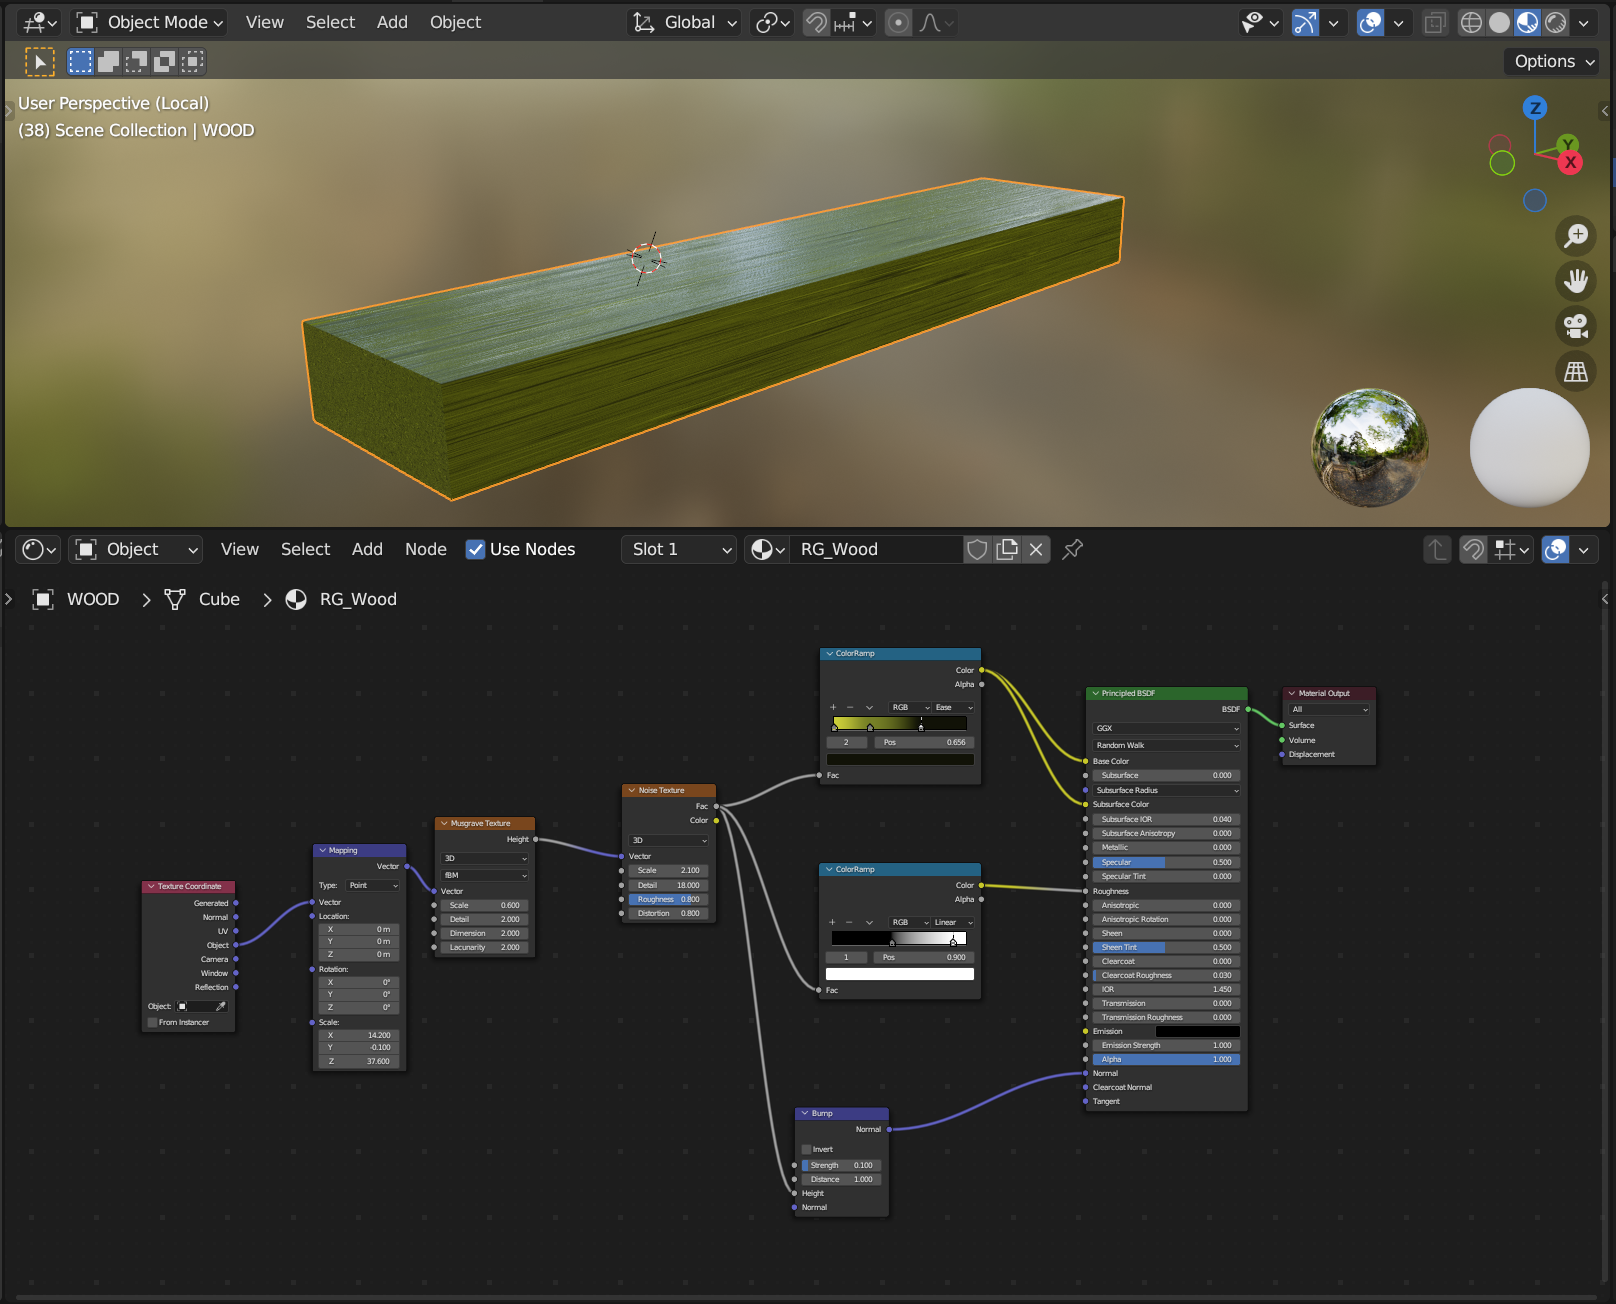 Object Mode View Select Add Object Global
Options
User Perspective (Local)
(38) Scene Collection | WOOD
Z
Y
X
Object View Select Add Node Use Nodes Slot 1 RG_Wood
WOOD Cube RG_Wood
Texture Coordinate
Generated
Normal
UV
Object
Camera
Window
Reflection
Object:
From Instancer
Mapping
Vector
Type: Point
Vector
Location:
X 0 m
Y 0 m
Z 0 m
Rotation:
X 0°
Y 0°
Z 0°
Scale:
X 14.200
Y -0.100
Z 37.600
Musgrave Texture
Height
3D
fBM
Vector
Scale 0.600
Detail 2.000
Dimension 2.000
Lacunarity 2.000
Noise Texture
Fac
Color
3D
Vector
Scale 2.100
Detail 18.000
Roughness 0.800
Distortion 0.800
ColorRamp
Color
Alpha
+ − RGB Ease
2 Pos 0.656
Fac
ColorRamp
Color
Alpha
+ − RGB Linear
1 Pos 0.900
Fac
Bump
Normal
Invert
Strength 0.100
Distance 1.000
Height
Normal
Principled BSDF
BSDF
GGX
Random Walk
Base Color
Subsurface 0.000
Subsurface Radius
Subsurface Color
Subsurface IOR 0.040
Subsurface Anisotropy 0.000
Metallic 0.000
Specular 0.500
Specular Tint 0.000
Roughness
Anisotropic 0.000
Anisotropic Rotation 0.000
Sheen 0.000
Sheen Tint 0.500
Clearcoat 0.000
Clearcoat Roughness 0.030
IOR 1.450
Transmission 0.000
Transmission Roughness 0.000
Emission
Emission Strength 1.000
Alpha 1.000
Normal
Clearcoat Normal
Tangent
Material Output
All
Surface
Volume
Displacement